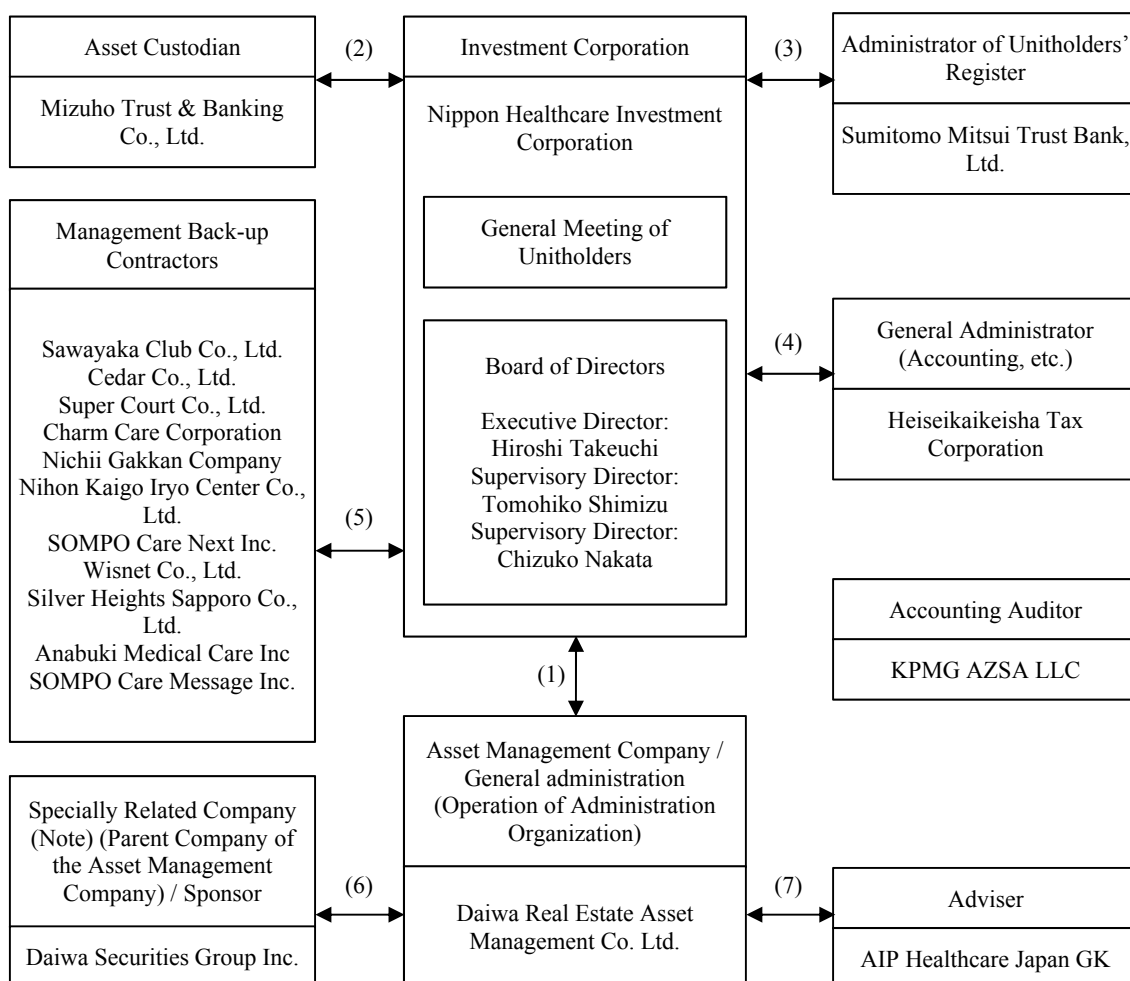 Asset Custodian
Mizuho Trust & Banking
Co., Ltd.
(2)
Investment Corporation
Nippon Healthcare Investment
Corporation
General Meeting of
Unitholders
Board of Directors
Executive Director:
Hiroshi Takeuchi
Supervisory Director:
Tomohiko Shimizu
Supervisory Director:
Chizuko Nakata
(3)
Administrator of Unitholders’
Register
Sumitomo Mitsui Trust Bank,
Ltd.
Management Back-up
Contractors
Sawayaka Club Co., Ltd.
Cedar Co., Ltd.
Super Court Co., Ltd.
Charm Care Corporation
Nichii Gakkan Company
Nihon Kaigo Iryo Center Co.,
Ltd.
SOMPO Care Next Inc.
Wisnet Co., Ltd.
Silver Heights Sapporo Co.,
Ltd.
Anabuki Medical Care Inc
SOMPO Care Message Inc.
(5)
(4)
General Administrator
(Accounting, etc.)
Heiseikaikeisha Tax
Corporation
Accounting Auditor
KPMG AZSA LLC
(1)
Specially Related Company
(Note) (Parent Company of
the Asset Management
Company) / Sponsor
Daiwa Securities Group Inc.
(6)
Asset Management Company /
General administration
(Operation of Administration
Organization)
Daiwa Real Estate Asset
Management Co. Ltd.
(7)
Adviser
AIP Healthcare Japan GK